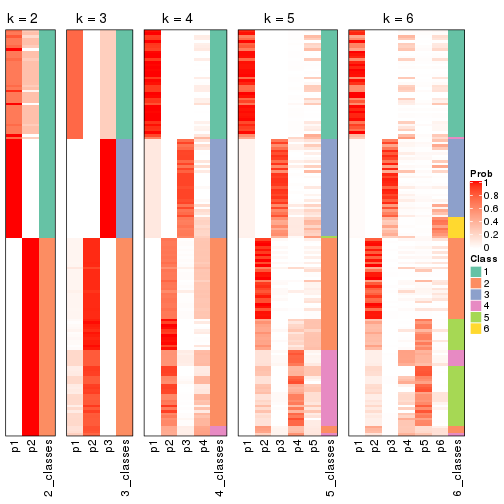 k = 2
k = 3
k = 4
k = 5
k = 6
Prob
1
0.8
0.6
0.4
0.2
0
Class
1
2
3
4
5
6
p1
p2
2_classes
p1
p2
p3
3_classes
p1
p2
p3
p4
4_classes
p1
p2
p3
p4
p5
5_classes
p1
p2
p3
p4
p5
p6
6_classes